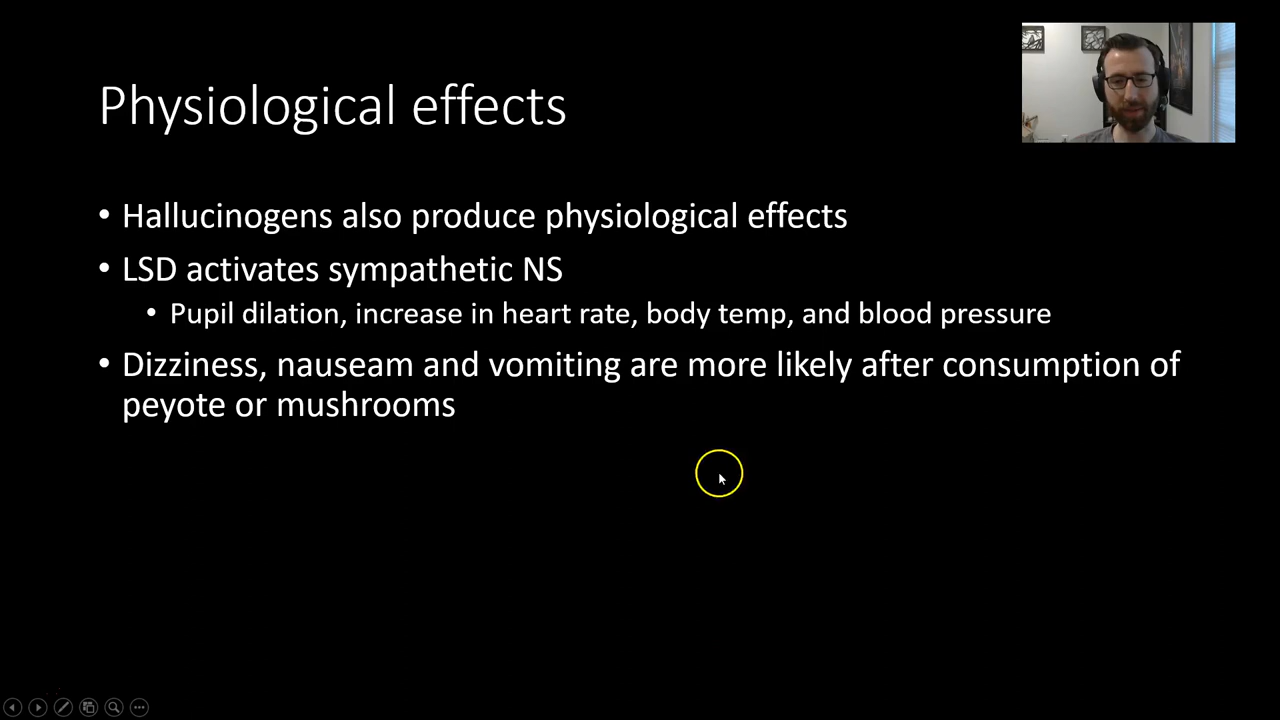 Physiological effects
• Hallucinogens also produce physiological effects
• LSD activates sympathetic NS
• Pupil dilation, increase in heart rate, body temp, and blood pressure
• Dizziness, nauseam and vomiting are more likely after consumption of
peyote or mushrooms